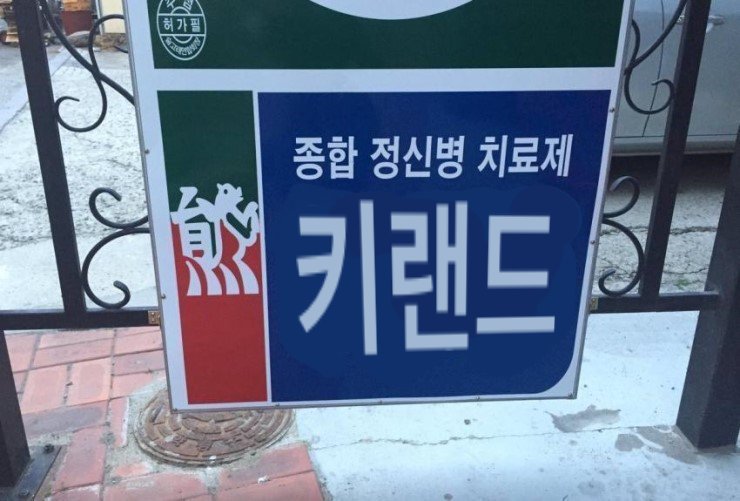 허가필
종합 정신병 치료제
키랜드